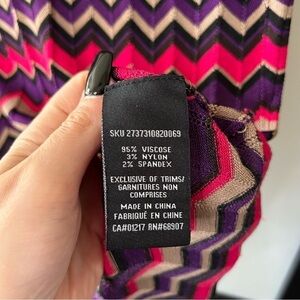 SKU 2737310820069
95% VISCOSE
3% NYLON
2% SPANDEX
EXCLUSIVE OF TRIMS/
GARNITURES NON
COMPRISES
MADE IN CHINA
FABRIQUÉ EN CHINE
CA#01217 RN#68907